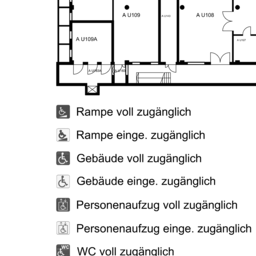 A U109
A U108
A U109A
Rampe voll zugänglich
Rampe einge. zugänglich
Gebäude voll zugänglich
Gebäude einge. zugänglich
Personenaufzug voll zugänglich
Personenaufzug einge. zugänglich
WC
WC voll zugänglich